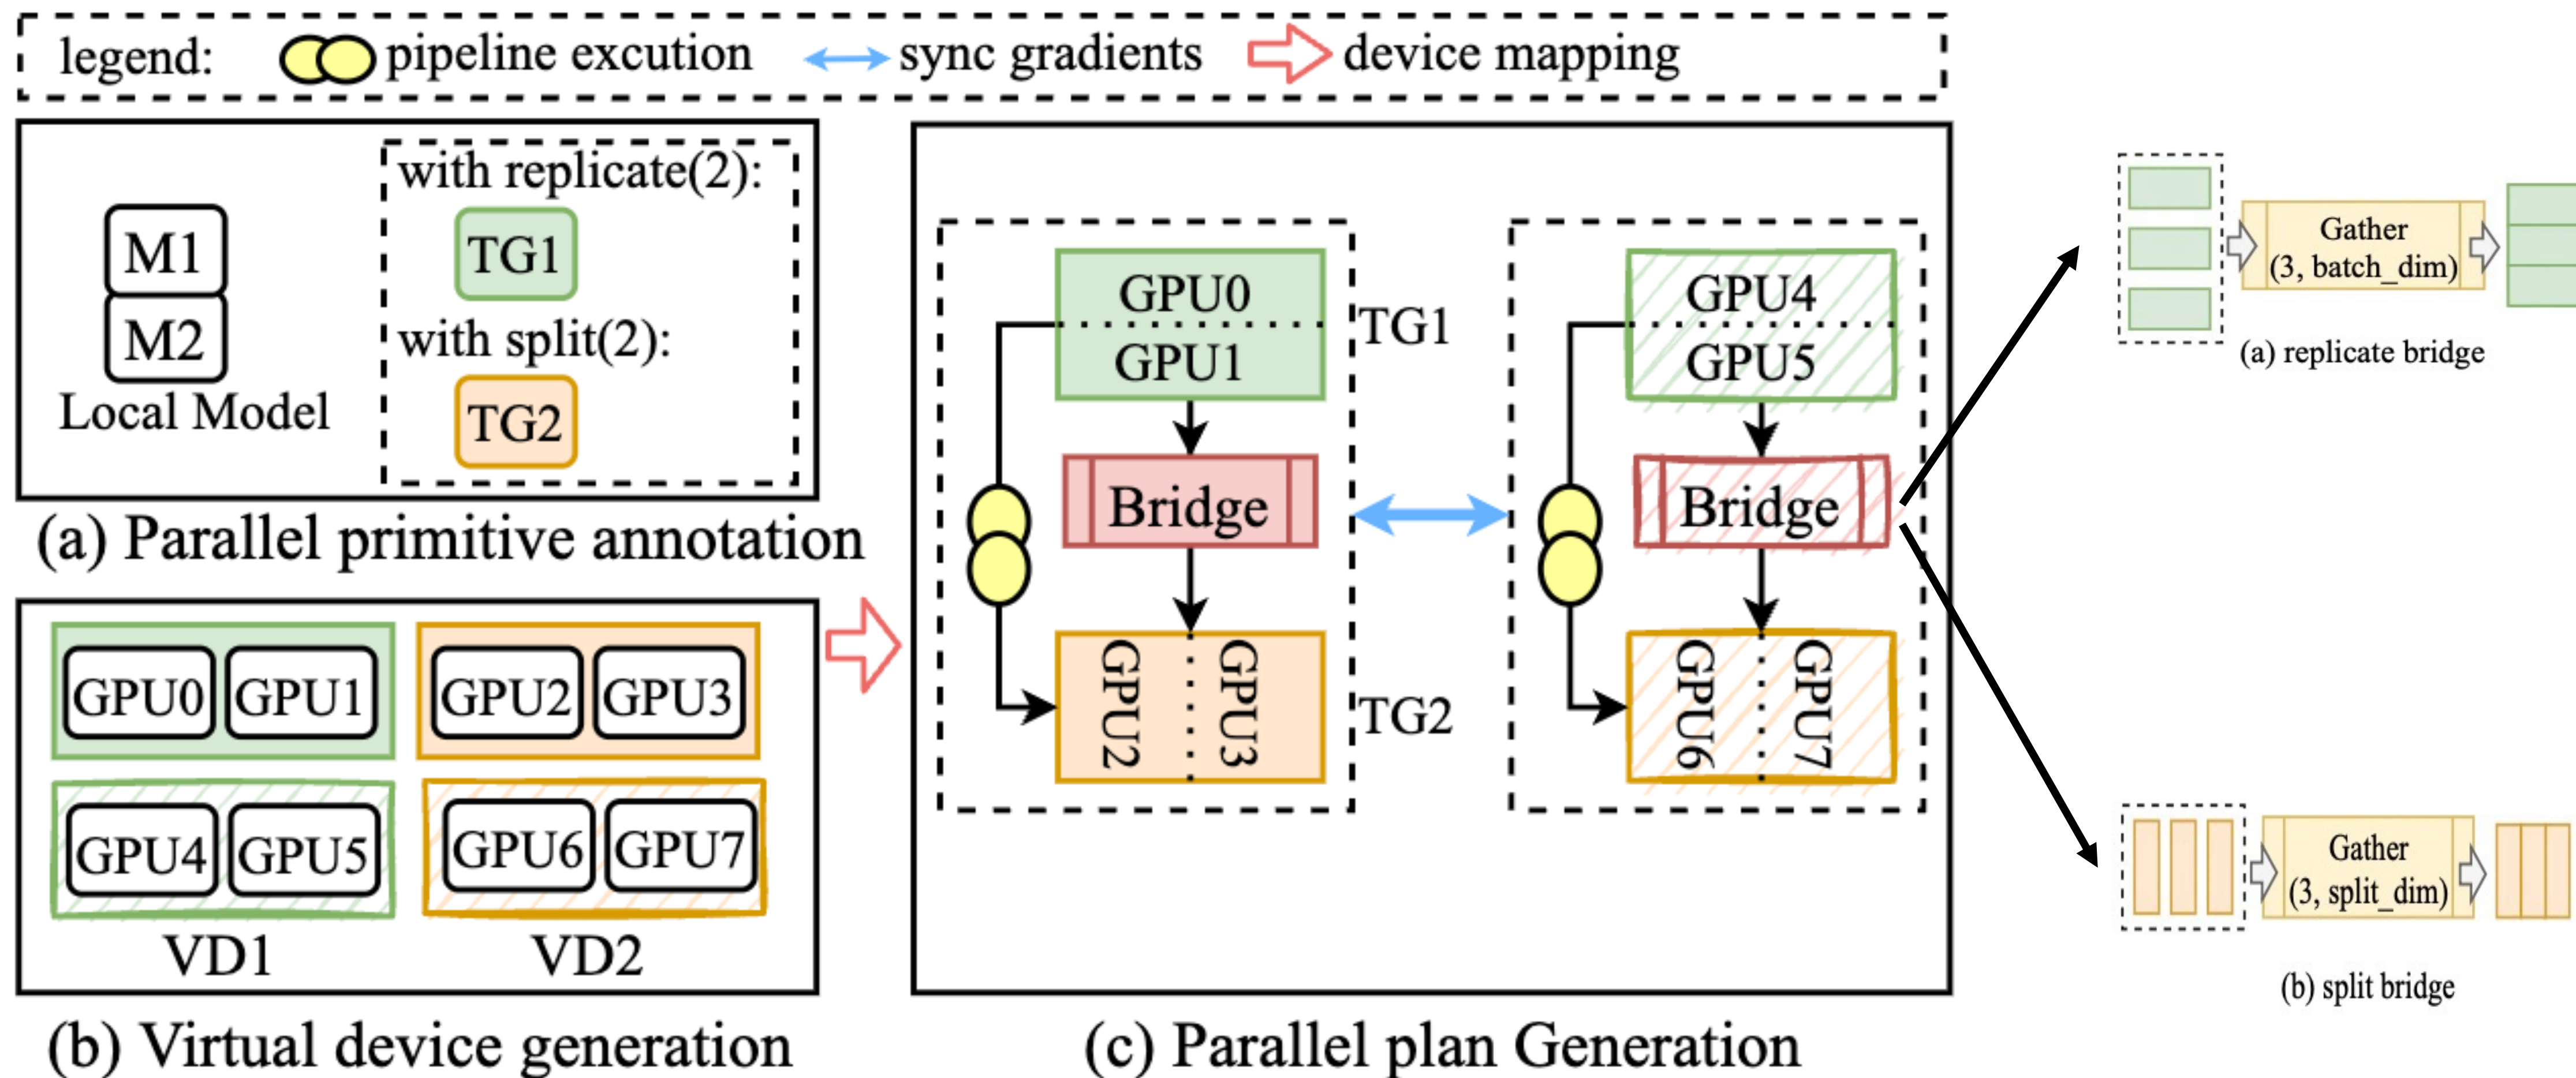 legend: pipeline excution sync gradients device mapping
M1
M2
Local Model
with replicate(2):
TG1
with split(2):
TG2
(a) Parallel primitive annotation
GPU0 GPU1 GPU2 GPU3
GPU4 GPU5 GPU6 GPU7
VD1 VD2
(b) Virtual device generation
GPU0
GPU1
TG1
Bridge
GPU2
GPU3
TG2
GPU4
GPU5
Bridge
GPU6
GPU7
(c) Parallel plan Generation
Gather
(3, batch_dim)
(a) replicate bridge
Gather
(3, split_dim)
(b) split bridge